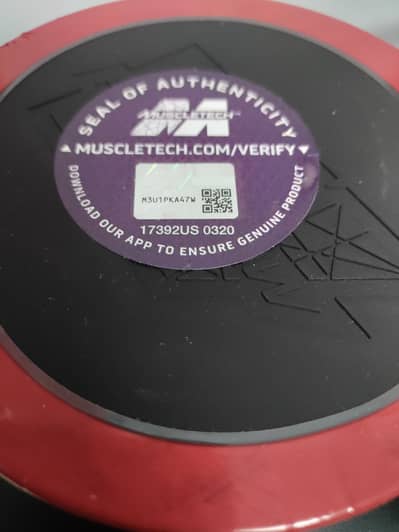 SEAL OF AUTHENTICITY
MUSCLETECH
MUSCLETECH.COM/VERIFY
M3U1PKA47W
17392US 0320
DOWNLOAD OUR APP TO ENSURE GENUINE PRODUCT